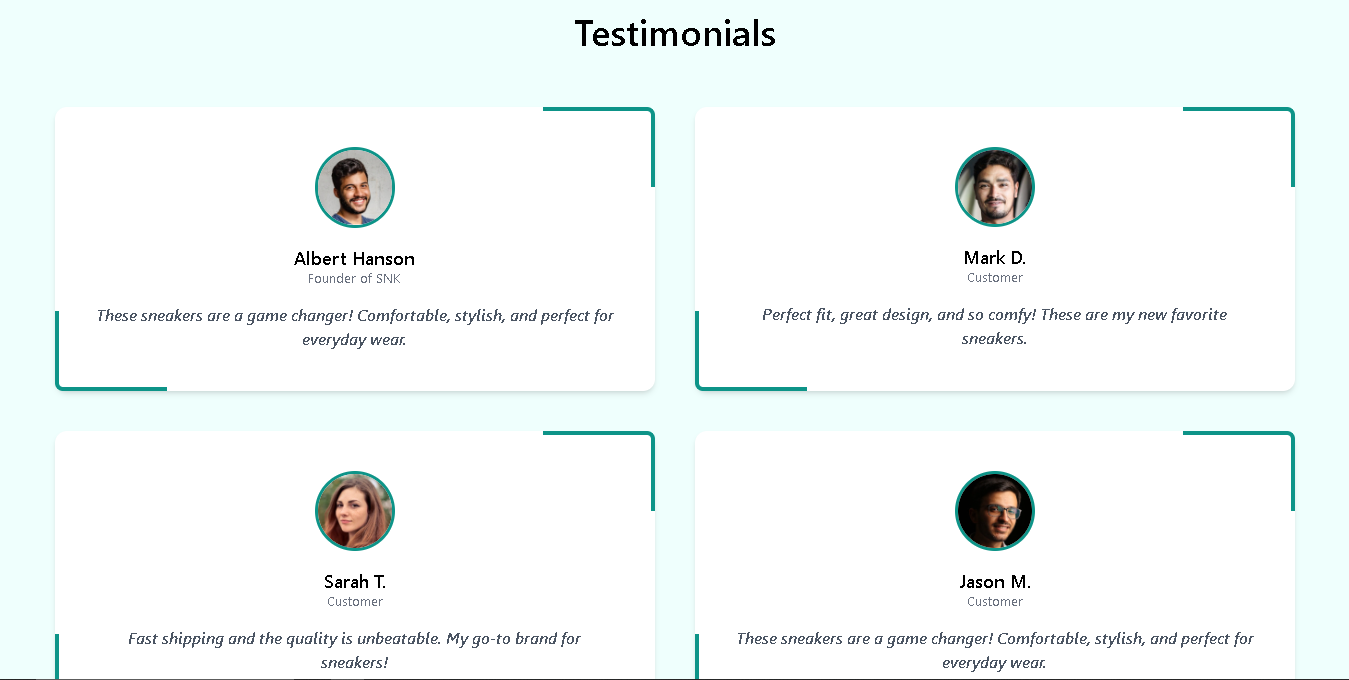 Testimonials
Albert Hanson
Founder of SNK
These sneakers are a game changer! Comfortable, stylish, and perfect for
everyday wear.
Mark D.
Customer
Perfect fit, great design, and so comfy! These are my new favorite
sneakers.
Sarah T.
Customer
Fast shipping and the quality is unbeatable. My go-to brand for
sneakers!
Jason M.
Customer
These sneakers are a game changer! Comfortable, stylish, and perfect for
everyday wear.